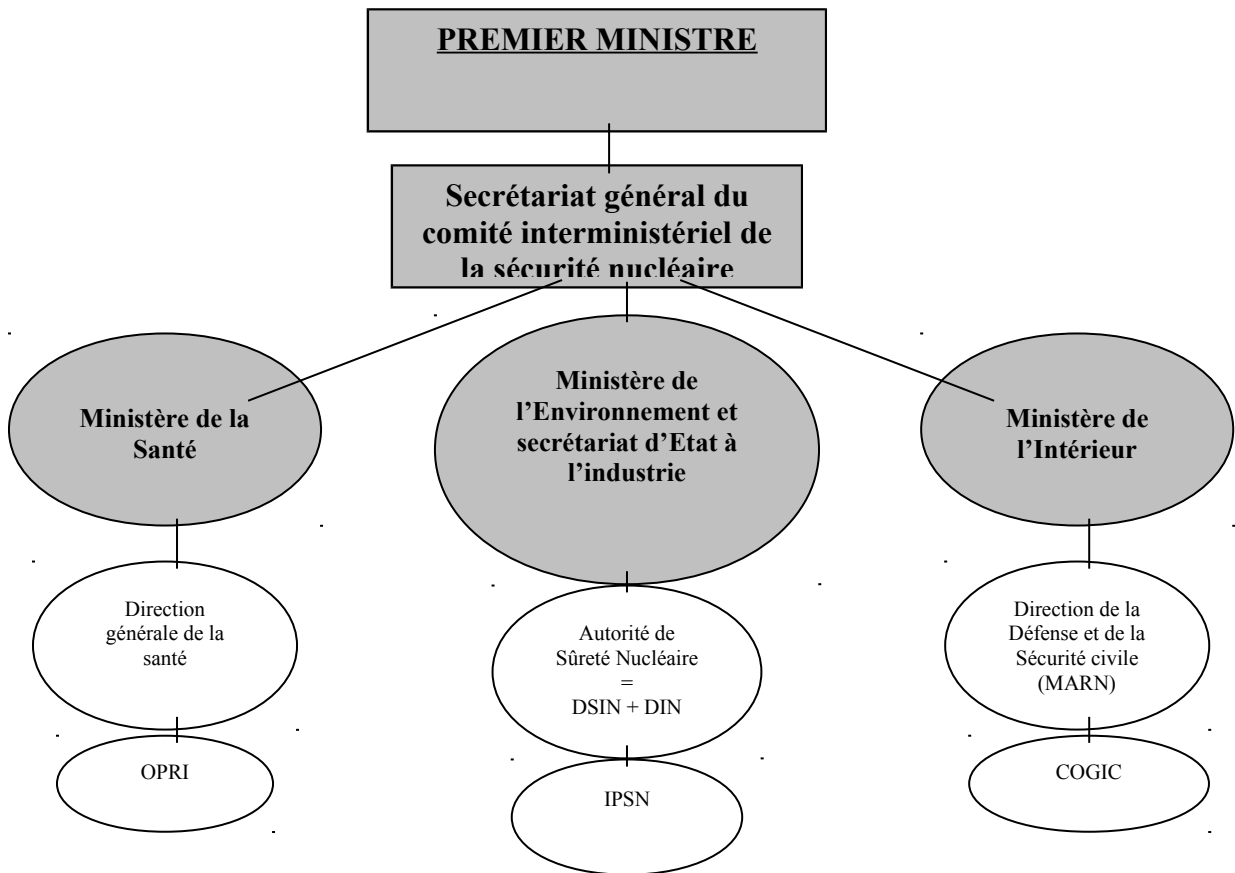 PREMIER MINISTRE
Secrétariat général du
comité interministériel de
la sécurité nucléaire
Ministère de la
Santé
Ministère de
l’Environnement et
secrétariat d’Etat à
l’industrie
Ministère de
l’Intérieur
Direction
générale de la
santé
Autorité de
Sûreté Nucléaire
=
DSIN + DIN
Direction de la
Défense et de la
Sécurité civile
(MARN)
OPRI
IPSN
COGIC